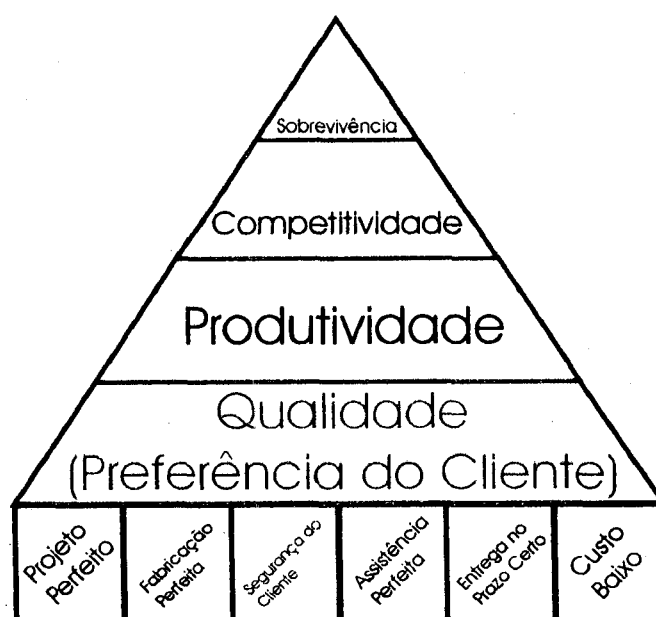 Sobrevivência
Competitividade
Produtividade
Qualidade
(Preferência do Cliente)
Projeto
Perfeito
Fabricação
Perfeita
Segurança do
Cliente
Assistência
Perfeita
Entrega no
Prazo Certo
Custo
Baixo